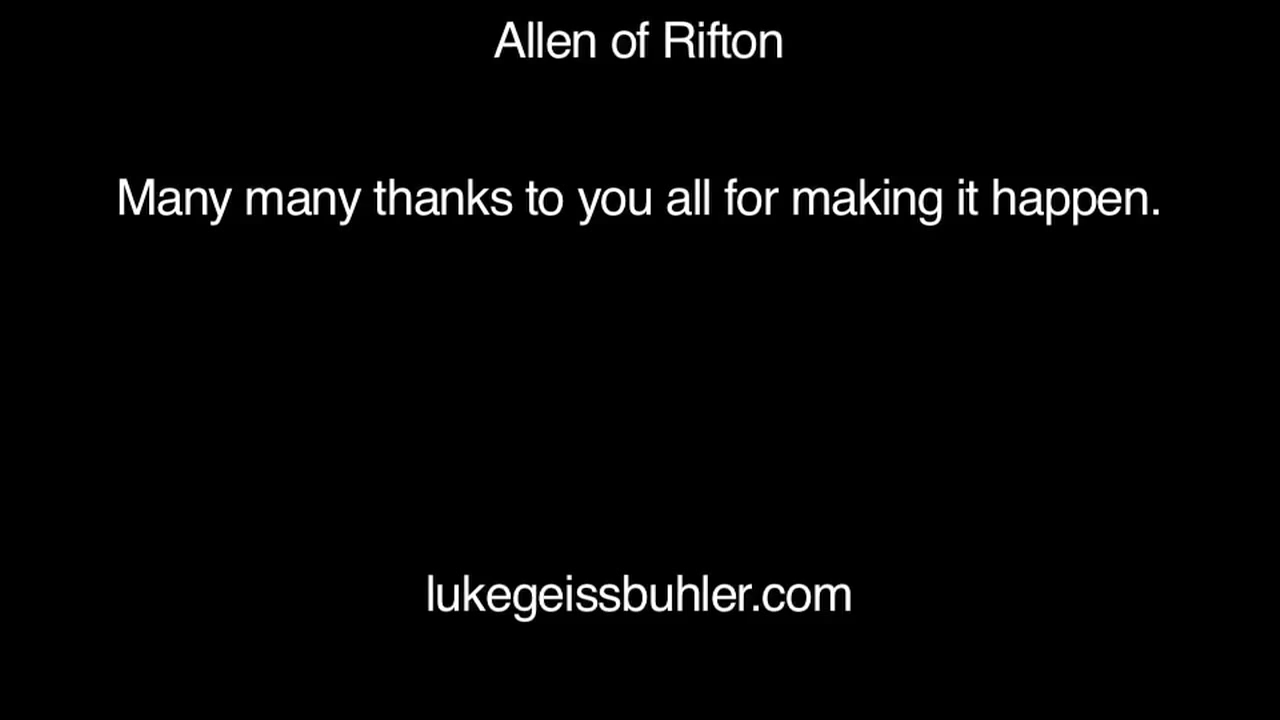 Allen of Rifton
Many many thanks to you all for making it happen.
lukegeissbuhler.com